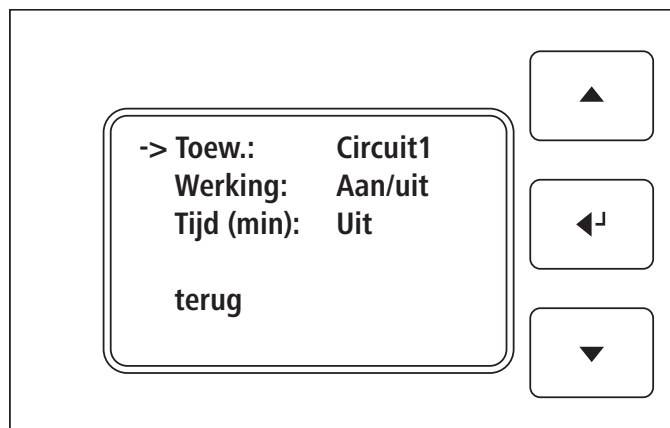 -> Toew.: Circuit1
Werking: Aan/uit
Tijd (min): Uit
terug